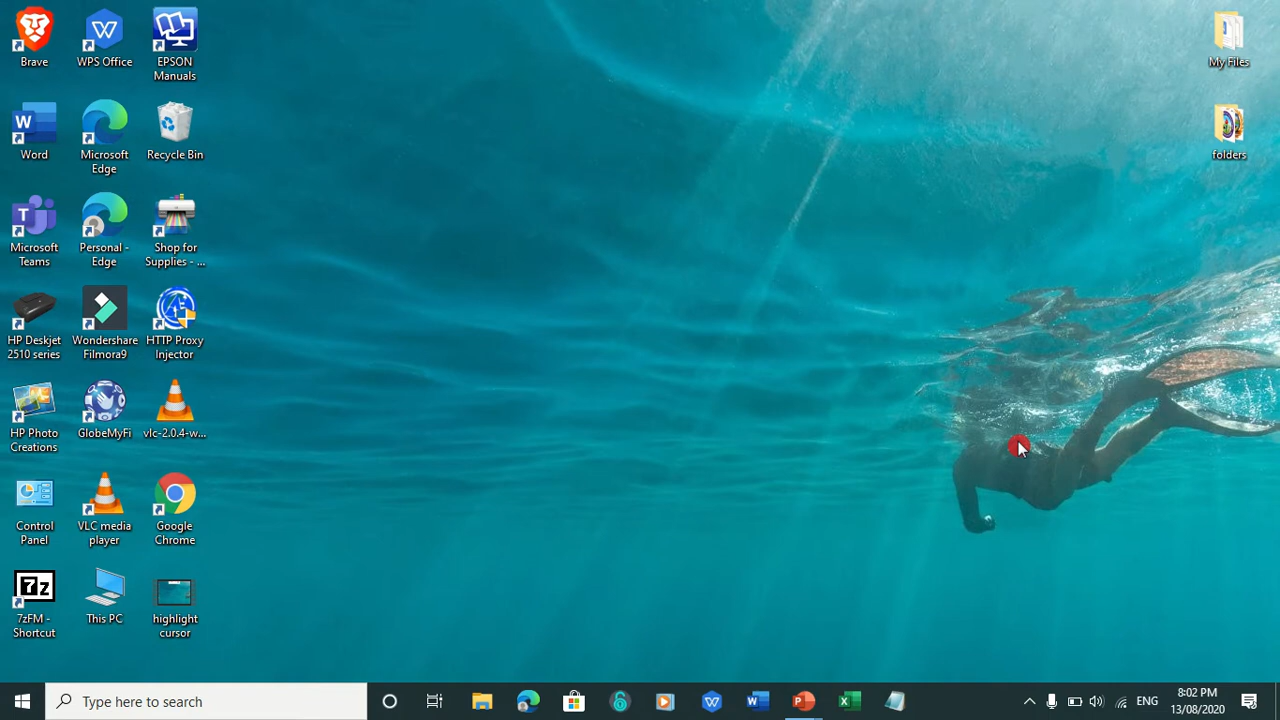 Brave
WPS Office
EPSON
Manuals
Word
Microsoft
Edge
Recycle Bin
Microsoft
Teams
Personal -
Edge
Shop for
Supplies - ...
HP Deskjet
2510 series
Wondershare
Filmora9
HTTP Proxy
Injector
HP Photo
Creations
GlobeMyFi
vlc-2.0.4-w...
Control
Panel
VLC media
player
Google
Chrome
7z
7zFM -
Shortcut
This PC
highlight
cursor
My Files
folders
Type here to search
ENG
8:02 PM
13/08/2020